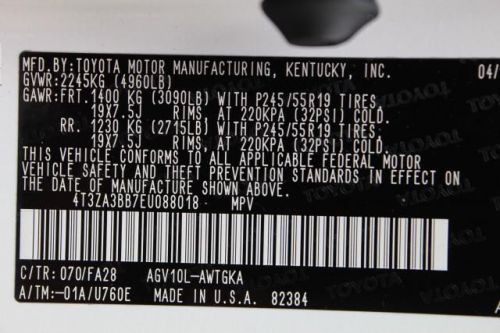 MFD.BY:TOYOTA MOTOR MANUFACTURING, KENTUCKY, INC. 04/
GVWR:2245KG (4960LB)
GAWR:FRT. 1400 KG (3090LB) WITH P245/55R19 TIRES,
19X7.5J RIMS, AT 220KPA (32PSI) COLD.
RR. 1230 KG (2715LB) WITH P245/55R19 TIRES,
19X7.5J RIMS, AT 220KPA (32PSI) COLD.
THIS VEHICLE CONFORMS TO ALL APPLICABLE FEDERAL MOTOR
VEHICLE SAFETY AND THEFT PREVENTION STANDARDS IN EFFECT
ON THE DATE OF MANUFACTURE SHOWN ABOVE.
4T3ZA3BB7EU088018 MPV
C/TR: 070/FA28 AGV10L-AWTGKA
A/TM:-01A/U760E MADE IN U.S.A. 82384